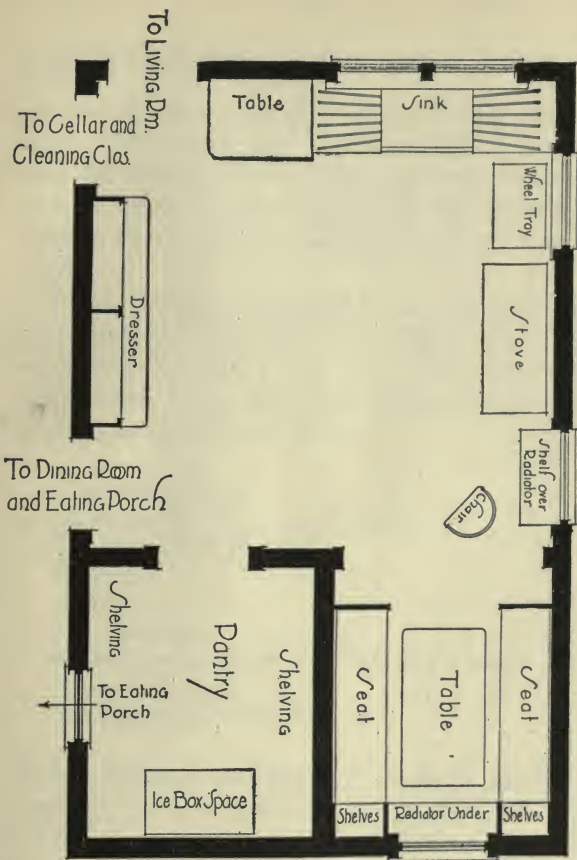 To Living Rm.
Table
Sink
To Cellar and
Cleaning Clos.
Wheel Tray
Dresser
Stove
Shelf over
Radiator
To Dining Room
and Eating Porch
Chair
Shelving
Pantry
Shelving
Seat
Table
Seat
To Eating
Porch
Ice Box Space
Shelves
Radiator Under
Shelves